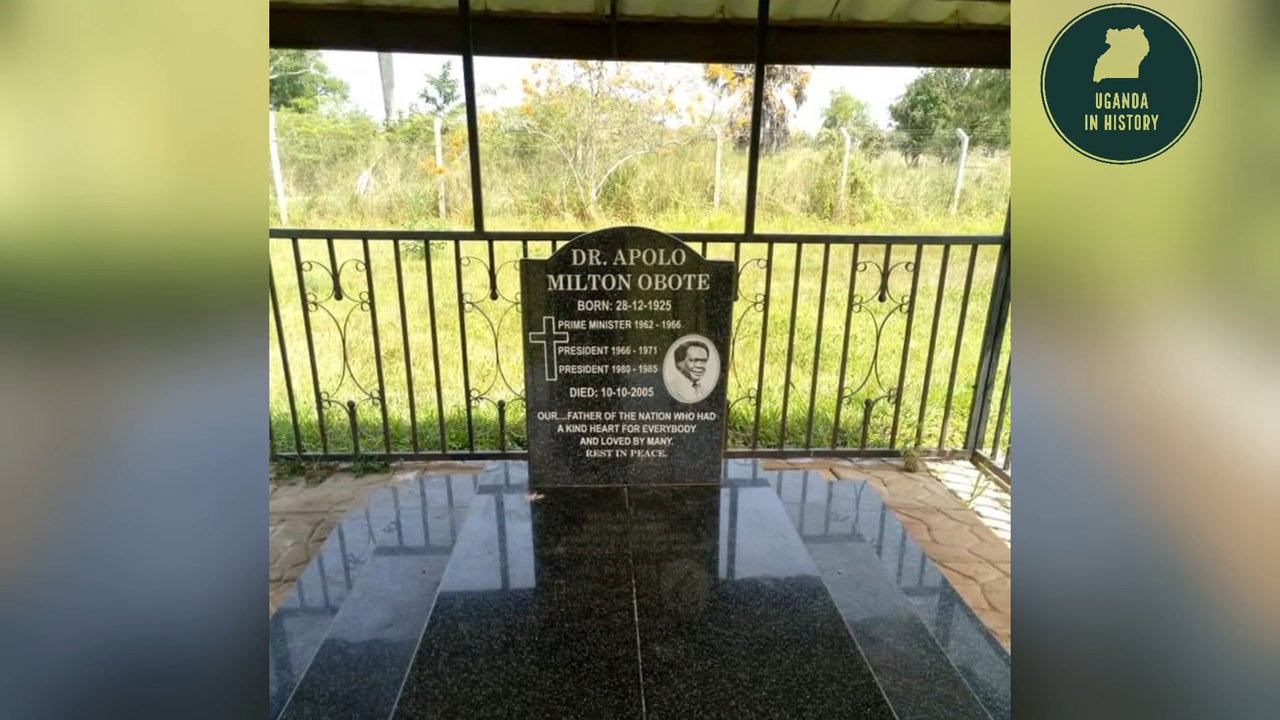 DR. APOLO
MILTON OBOTE
BORN: 28-12-1925
PRIME MINISTER 1962 - 1966
PRESIDENT 1966 - 1971
PRESIDENT 1980 - 1985
DIED: 10-10-2005
OUR....FATHER OF THE NATION WHO HAD
A KIND HEART FOR EVERYBODY
AND LOVED BY MANY.
REST IN PEACE.
UGANDA
IN HISTORY